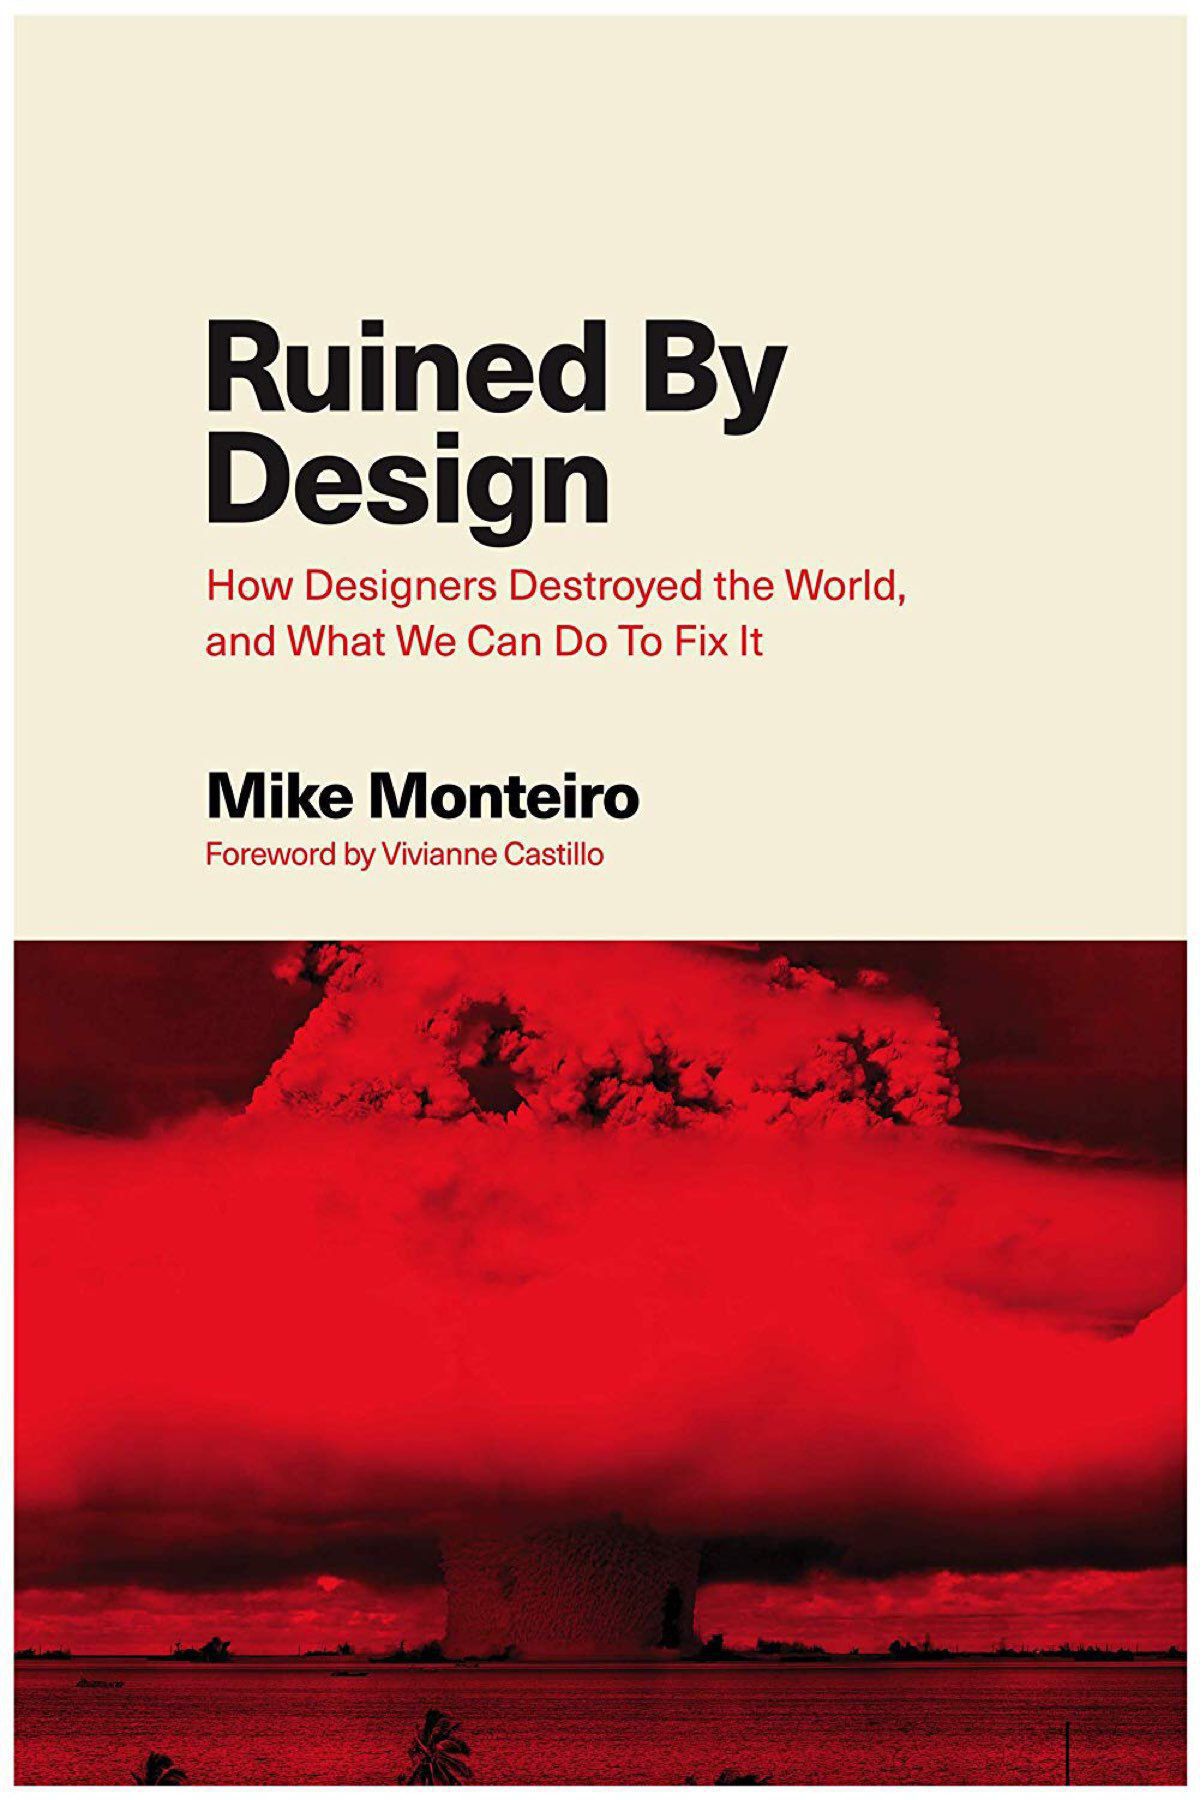 Ruined By
Design
How Designers Destroyed the World,
and What We Can Do To Fix It
Mike Monteiro
Foreword by Vivianne Castillo